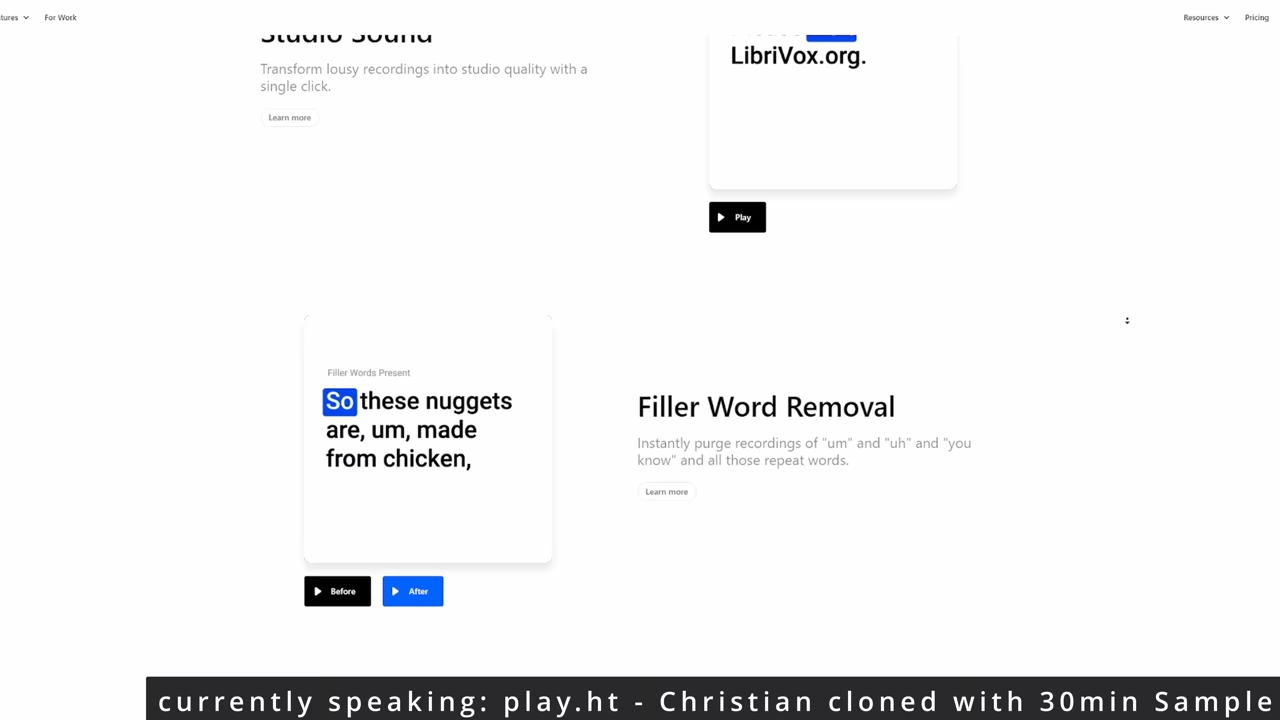 For Work
Resources
Pricing
Studio Sound
Transform lousy recordings into studio quality with a
single click.
Learn more
LibriVox.org.
Play
Filler Words Present
So these nuggets
are, um, made
from chicken,
Before
After
Filler Word Removal
Instantly purge recordings of "um" and "uh" and "you
know" and all those repeat words.
Learn more
currently speaking: play.ht - Christian cloned with 30min Sample